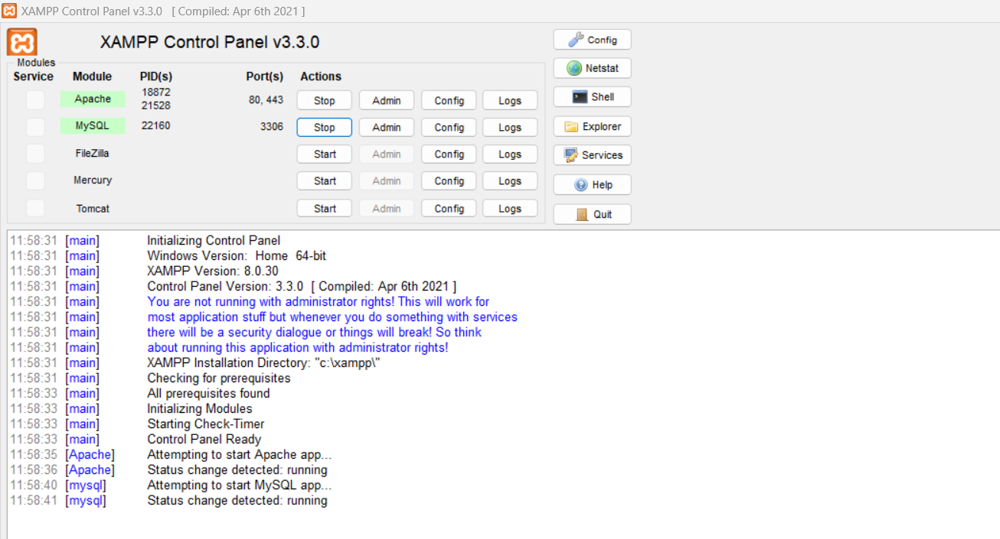 XAMPP Control Panel v3.3.0 [ Compiled: Apr 6th 2021 ]
XAMPP Control Panel v3.3.0
Config
Modules
Service Module PID(s) Port(s) Actions
Netstat
Apache 18872 80, 443 Stop Admin Config Logs
21528
Shell
MySQL 22160 3306 Stop Admin Config Logs
Explorer
FileZilla Start Admin Config Logs
Services
Mercury Start Admin Config Logs
Help
Tomcat Start Admin Config Logs
Quit
11:58:31 [main] Initializing Control Panel
11:58:31 [main] Windows Version: Home 64-bit
11:58:31 [main] XAMPP Version: 8.0.30
11:58:31 [main] Control Panel Version: 3.3.0 [ Compiled: Apr 6th 2021 ]
11:58:31 [main] You are not running with administrator rights! This will work for
11:58:31 [main] most application stuff but whenever you do something with services
11:58:31 [main] there will be a security dialogue or things will break! So think
11:58:31 [main] about running this application with administrator rights!
11:58:31 [main] XAMPP Installation Directory: "c:\xampp\"
11:58:31 [main] Checking for prerequisites
11:58:33 [main] All prerequisites found
11:58:33 [main] Initializing Modules
11:58:33 [main] Starting Check-Timer
11:58:33 [main] Control Panel Ready
11:58:35 [Apache] Attempting to start Apache app...
11:58:36 [Apache] Status change detected: running
11:58:40 [mysql] Attempting to start MySQL app...
11:58:41 [mysql] Status change detected: running